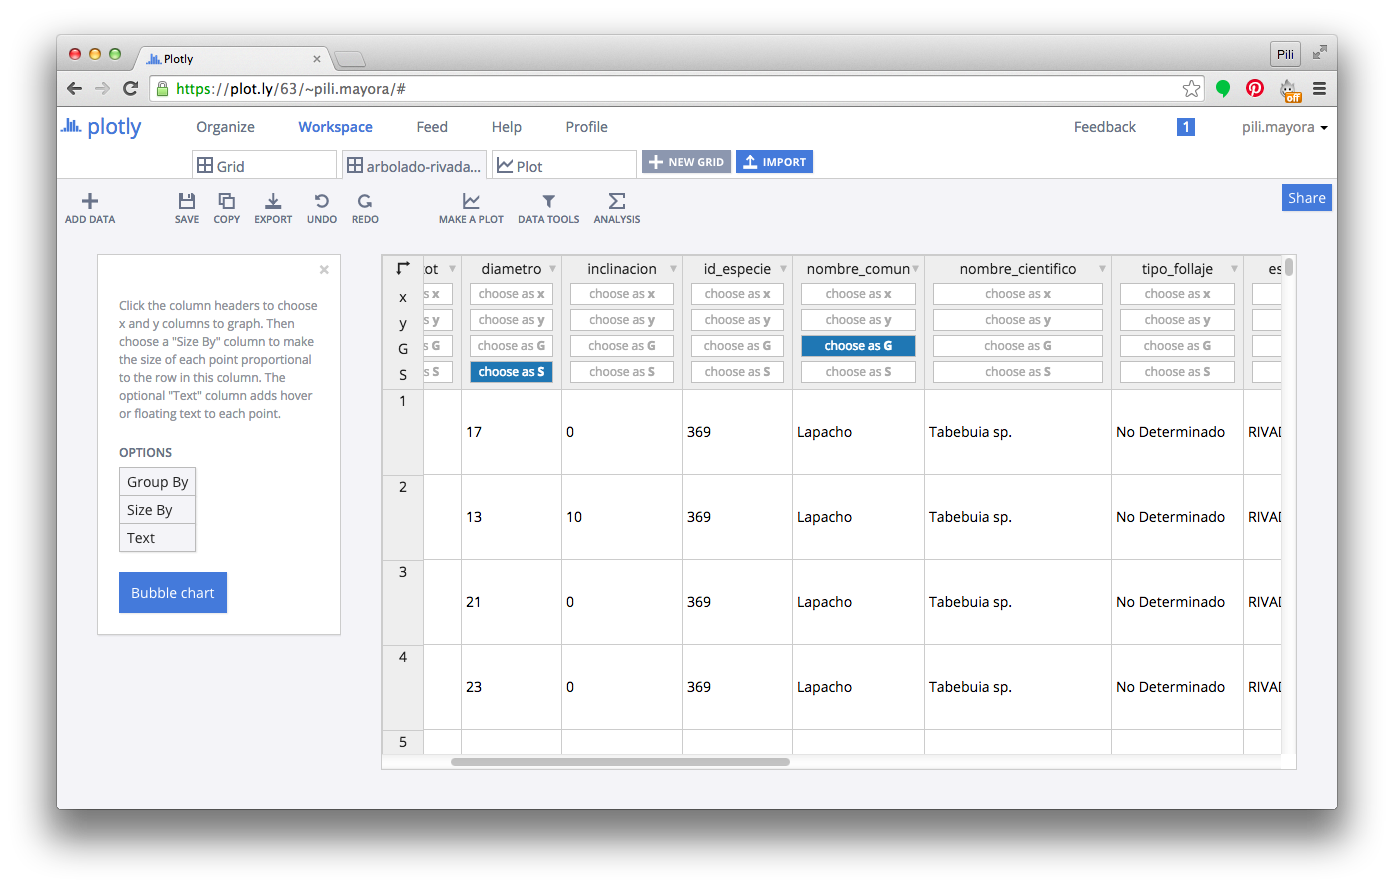 Plotly
Pili
https://plot.ly/63/~pili.mayora/#
off
plotly
Organize
Workspace
Feed
Help
Profile
Feedback
1
pili.mayora
Grid
arbolado-rivada...
Plot
NEW GRID
IMPORT
ADD DATA
SAVE
COPY
EXPORT
UNDO
REDO
MAKE A PLOT
DATA TOOLS
ANALYSIS
Share
Click the column headers to choose
x and y columns to graph. Then
choose a "Size By" column to make
the size of each point proportional
to the row in this column. The
optional "Text" column adds hover
or floating text to each point.
OPTIONS
Group By
Size By
Text
Bubble chart
ot diametro inclinacion id_especie nombre_comun nombre_cientifico tipo_follaje es
x s x choose as x choose as x choose as x choose as x choose as x choose as x
y s y choose as y choose as y choose as y choose as y choose as y choose as y
G s G choose as G choose as G choose as G choose as G choose as G choose as G
S s S choose as S choose as S choose as S choose as S choose as S choose as S
1 17 0 369 Lapacho Tabebuia sp. No Determinado RIVAD
2 13 10 369 Lapacho Tabebuia sp. No Determinado RIVAD
3 21 0 369 Lapacho Tabebuia sp. No Determinado RIVAD
4 23 0 369 Lapacho Tabebuia sp. No Determinado RIVAD
5